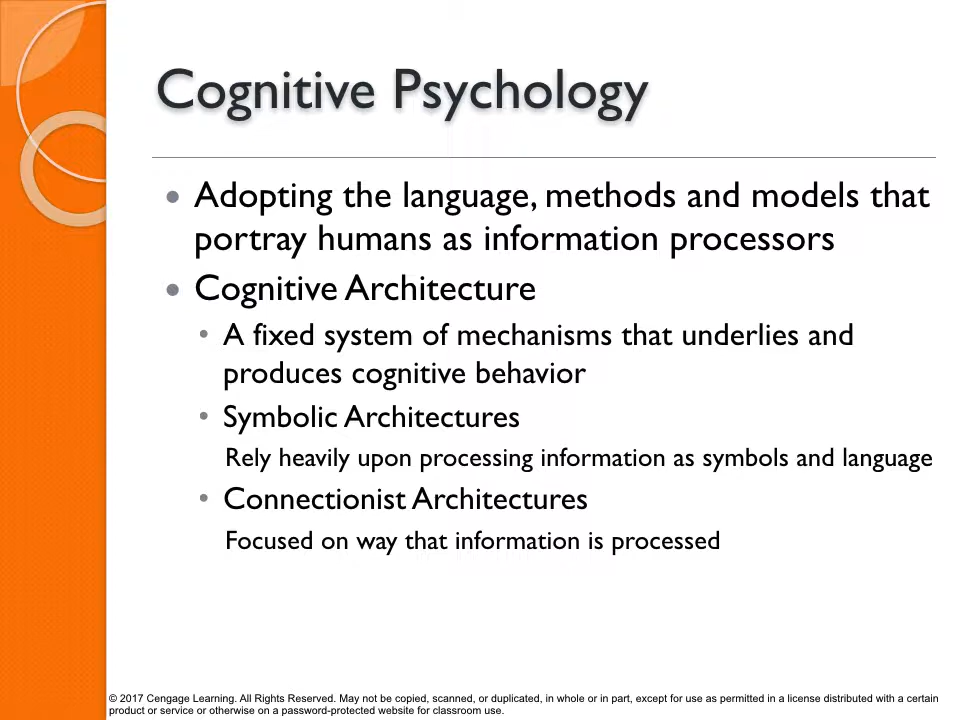 Cognitive Psychology
• Adopting the language, methods and models that
portray humans as information processors
• Cognitive Architecture
• A fixed system of mechanisms that underlies and
produces cognitive behavior
• Symbolic Architectures
Rely heavily upon processing information as symbols and language
• Connectionist Architectures
Focused on way that information is processed
© 2017 Cengage Learning. All Rights Reserved. May not be copied, scanned, or duplicated, in whole or in part, except for use as permitted in a license distributed with a certain
product or service or otherwise on a password-protected website for classroom use.